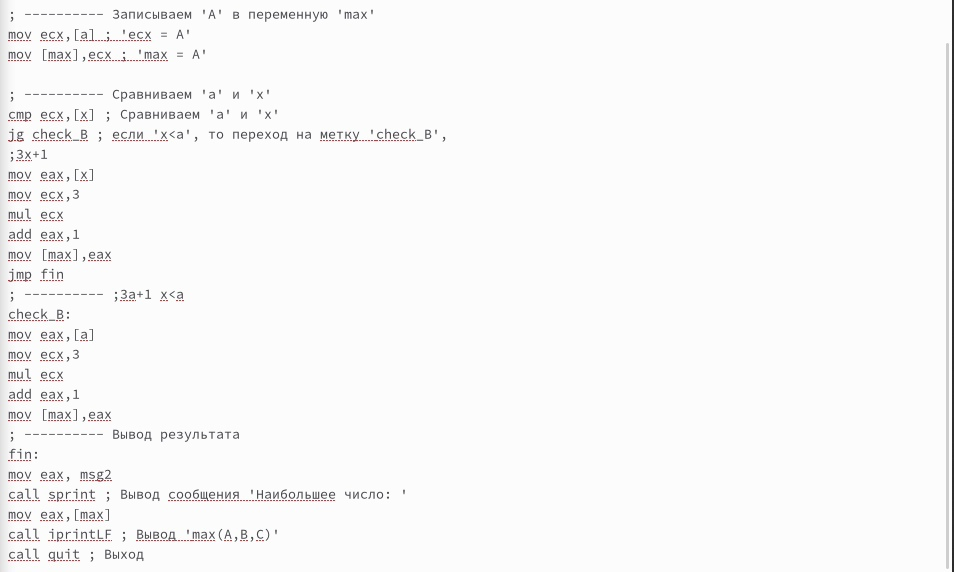 ; ---------- Записываем 'A' в переменную 'max'
mov ecx,[a] ; 'ecx = A'
mov [max],ecx ; 'max = A'
; ---------- Сравниваем 'a' и 'x'
cmp ecx,[x] ; Сравниваем 'a' и 'x'
jg check_B ; если 'x<a', то переход на метку 'check_B',
;3x+1
mov eax,[x]
mov ecx,3
mul ecx
add eax,1
mov [max],eax
jmp fin
; ---------- ;3a+1 x<a
check_B:
mov eax,[a]
mov ecx,3
mul ecx
add eax,1
mov [max],eax
; ---------- Вывод результата
fin:
mov eax, msg2
call sprint ; Вывод сообщения 'Наибольшее число: '
mov eax,[max]
call iprintLF ; Вывод 'max(A,B,C)'
call quit ; Выход